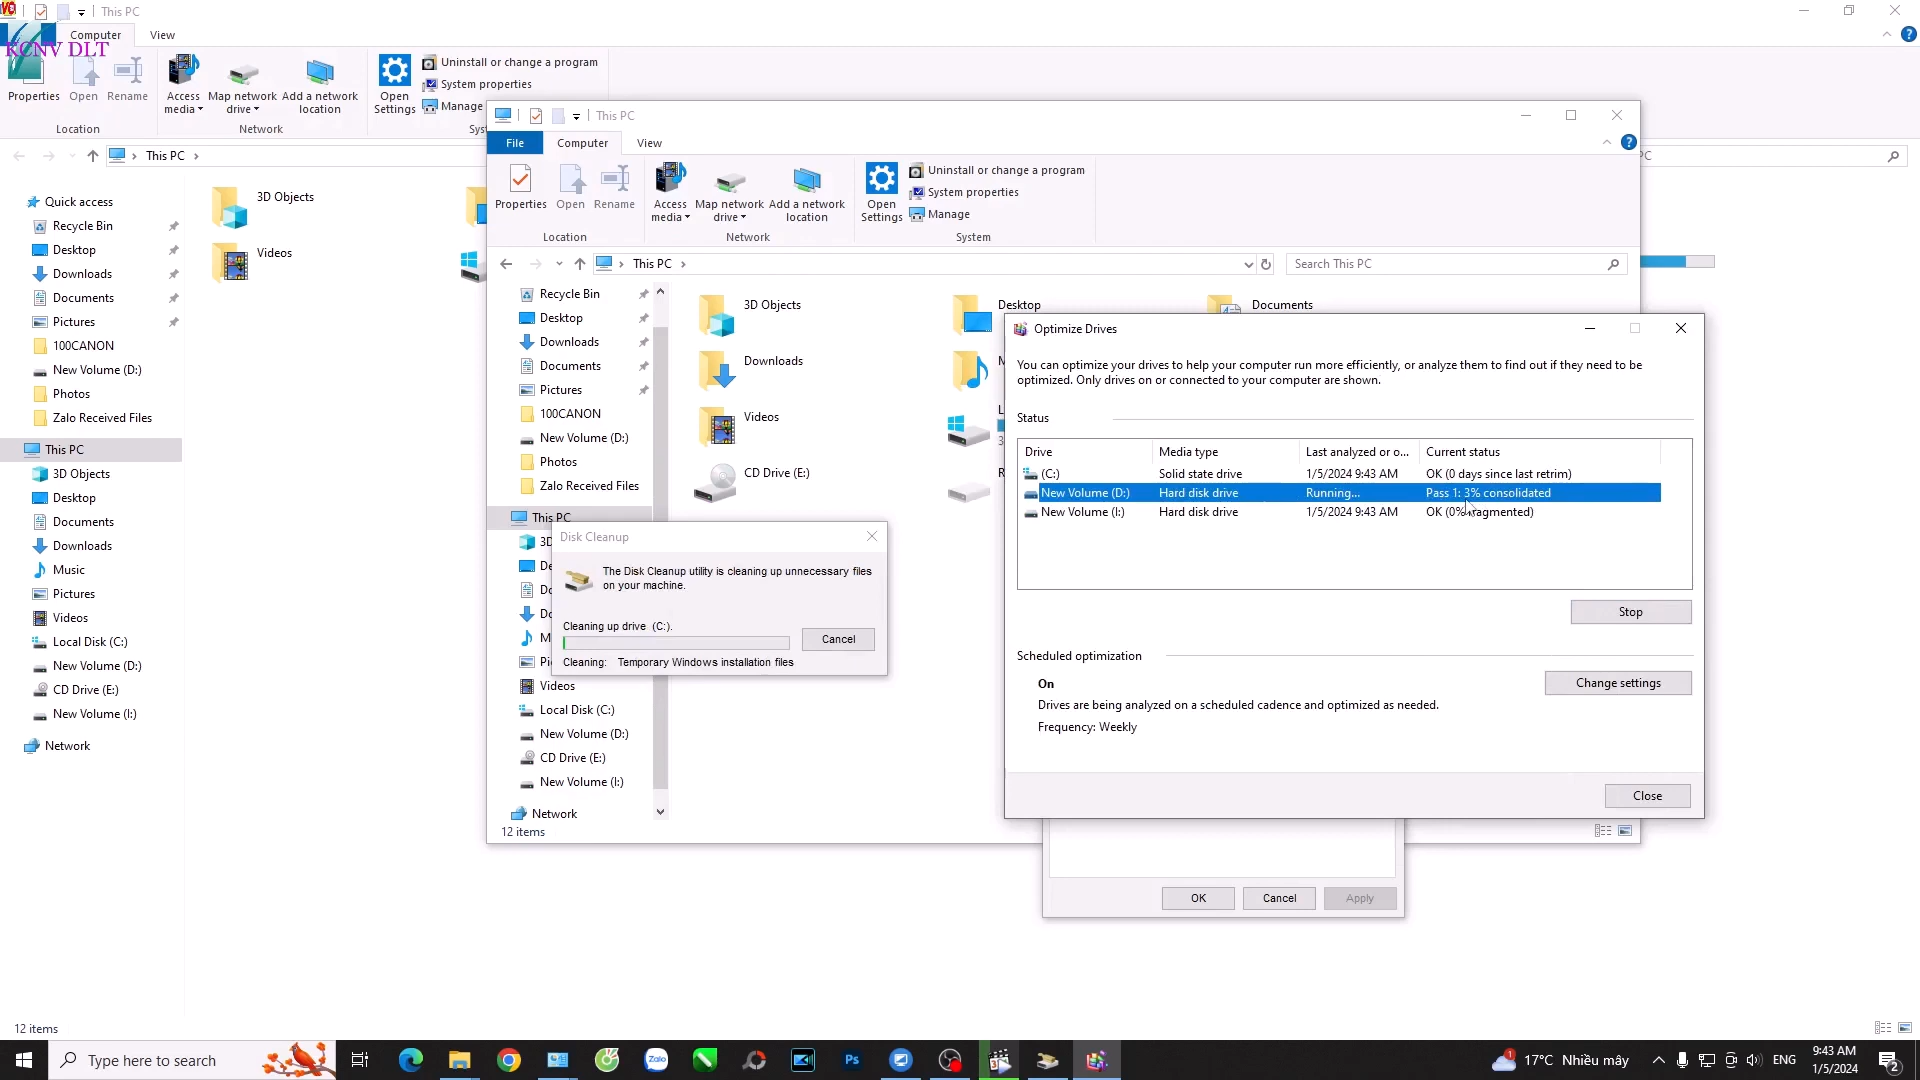 This PC
Computer
View
KCNV DLT
Properties
Open
Rename
Access media
Map network drive
Add a network location
Open Settings
Uninstall or change a program
System properties
Manage
Location
Network
This PC
Quick access
Recycle Bin
Desktop
Downloads
Documents
Pictures
100CANON
New Volume (D:)
Photos
Zalo Received Files
This PC
3D Objects
Desktop
Documents
Downloads
Music
Pictures
Videos
Local Disk (C:)
New Volume (D:)
CD Drive (E:)
New Volume (I:)
Network
3D Objects
Videos
12 items
This PC
File
Computer
View
Properties
Open
Rename
Access media
Map network drive
Add a network location
Open Settings
Uninstall or change a program
System properties
Manage
Location
Network
System
This PC
Search This PC
Recycle Bin
Desktop
Downloads
Documents
Pictures
100CANON
New Volume (D:)
Photos
Zalo Received Files
This PC
Videos
Local Disk (C:)
New Volume (D:)
CD Drive (E:)
New Volume (I:)
Network
12 items
3D Objects
Desktop
Documents
Downloads
Videos
CD Drive (E:)
Disk Cleanup
The Disk Cleanup utility is cleaning up unnecessary files
on your machine.
Cleaning up drive (C:).
Cancel
Cleaning: Temporary Windows installation files
Optimize Drives
You can optimize your drives to help your computer run more efficiently, or analyze them to find out if they need to be
optimized. Only drives on or connected to your computer are shown.
Status
Drive Media type Last analyzed or o... Current status
(C:) Solid state drive 1/5/2024 9:43 AM OK (0 days since last retrim)
New Volume (D:) Hard disk drive Running... Pass 1: 3% consolidated
New Volume (I:) Hard disk drive 1/5/2024 9:43 AM OK (0% fragmented)
Stop
Scheduled optimization
On
Change settings
Drives are being analyzed on a scheduled cadence and optimized as needed.
Frequency: Weekly
Close
OK
Cancel
Apply
Type here to search
Zalo
Ps
17°C Nhiều mây
ENG
9:43 AM
1/5/2024
2